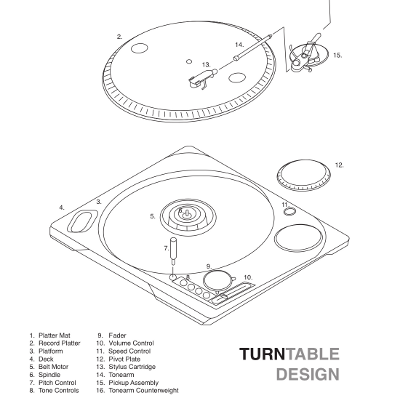 2.
14.
15.
13.
12.
3.
4.
11.
5.
6.
7.
9.
8.
10.
1. Platter Mat
2. Record Platter
3. Platform
4. Deck
5. Belt Motor
6. Spindle
7. Pitch Control
8. Tone Controls
9. Fader
10. Volume Control
11. Speed Control
12. Pivot Plate
13. Stylus Cartridge
14. Tonearm
15. Pickup Assembly
16. Tonearm Counterweight
TURNTABLE
DESIGN